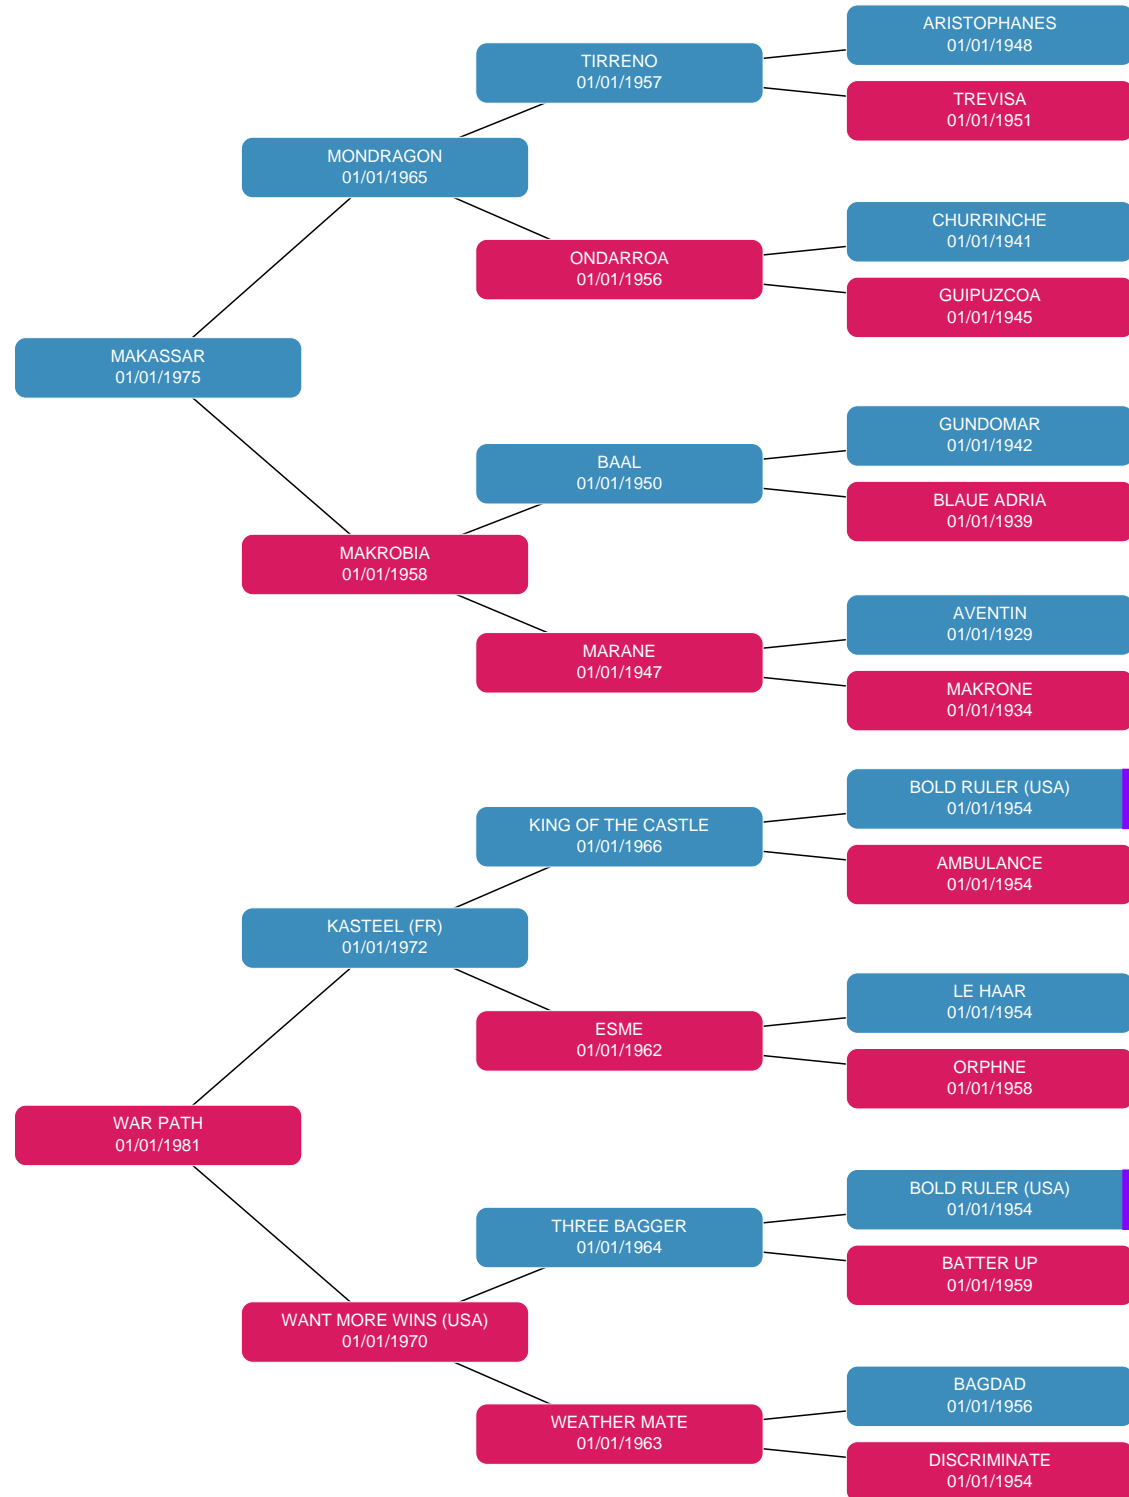 ARISTOPHANES
01/01/1948
TIRRENO
01/01/1957
TREVISA
01/01/1951
MONDRAGON
01/01/1965
CHURRINCHE
01/01/1941
ONDARROA
01/01/1956
GUIPUZCOA
01/01/1945
MAKASSAR
01/01/1975
GUNDOMAR
01/01/1942
BAAL
01/01/1950
BLAUE ADRIA
01/01/1939
MAKROBIA
01/01/1958
AVENTIN
01/01/1929
MARANE
01/01/1947
MAKRONE
01/01/1934
BOLD RULER (USA)
01/01/1954
KING OF THE CASTLE
01/01/1966
AMBULANCE
01/01/1954
KASTEEL (FR)
01/01/1972
LE HAAR
01/01/1954
ESME
01/01/1962
ORPHNE
01/01/1958
WAR PATH
01/01/1981
BOLD RULER (USA)
01/01/1954
THREE BAGGER
01/01/1964
BATTER UP
01/01/1959
WANT MORE WINS (USA)
01/01/1970
BAGDAD
01/01/1956
WEATHER MATE
01/01/1963
DISCRIMINATE
01/01/1954